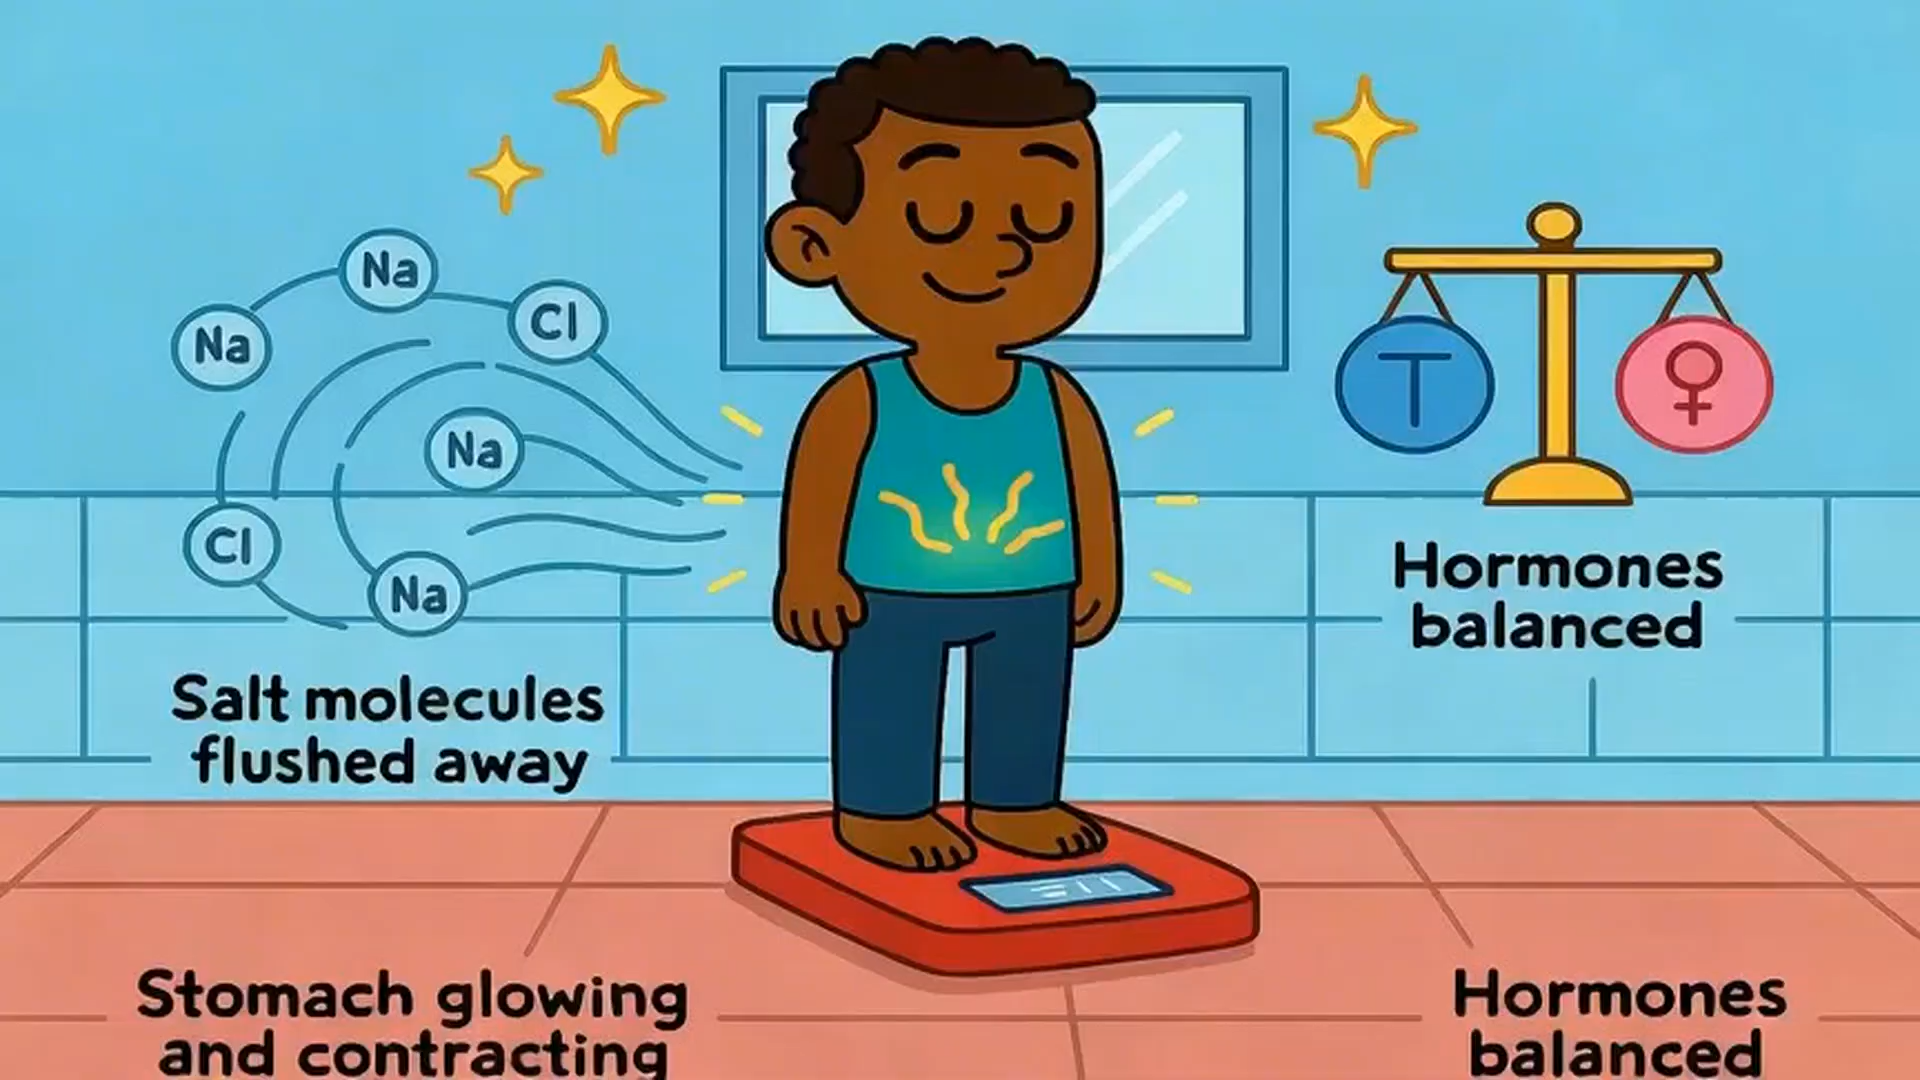 Na
Na
Cl
Na
Cl
Na
T
Salt molecules
flushed away
Hormones
balanced
Stomach glowing
and contracting
Hormones
balanced